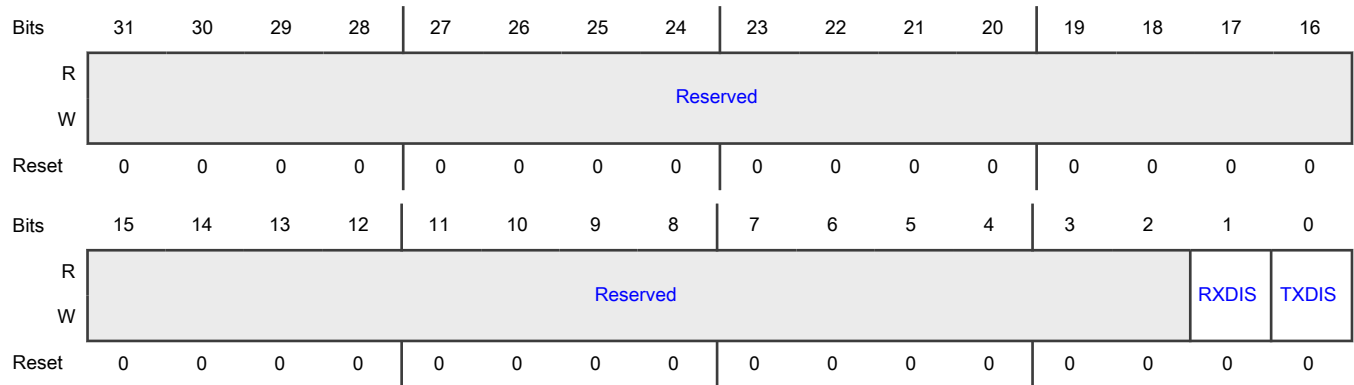 Bits 31 30 29 28 27 26 25 24 23 22 21 20 19 18 17 16
R
Reserved
W
Reset 0 0 0 0 0 0 0 0 0 0 0 0 0 0 0 0
Bits 15 14 13 12 11 10 9 8 7 6 5 4 3 2 1 0
R
Reserved RXDIS TXDIS
W
Reset 0 0 0 0 0 0 0 0 0 0 0 0 0 0 0 0